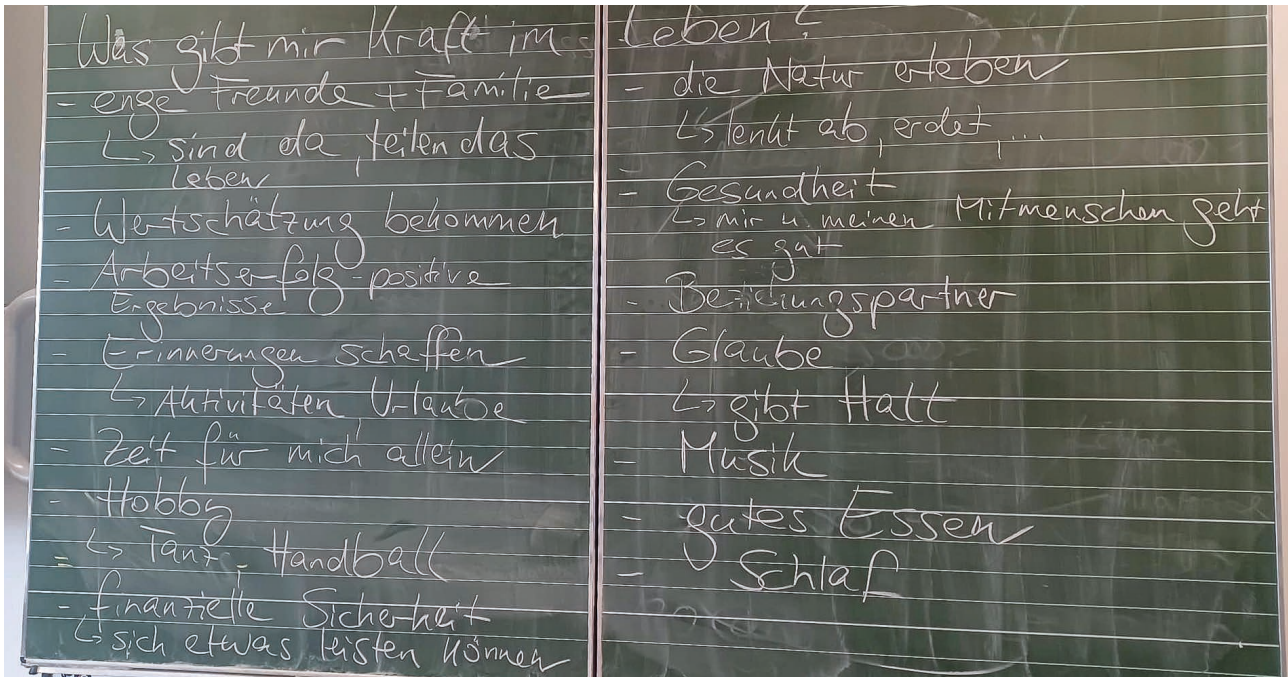 Was gibt mir Kraft im Leben?
- enge Freunde + Familie
↳ sind da, teilen das
Leben
- Wertschätzung bekommen
- Arbeitserfolg - positive
Ergebnisse
- Erinnerungen schaffen
↳ Aktivitäten, Urlaube
- Zeit für mich allein
- Hobby
↳ Tanz, Handball
- finanzielle Sicherheit
↳ sich etwas leisten können
- die Natur erleben
↳ lenkt ab, erdet, ...
- Gesundheit
↳ mir u. meinen Mitmenschen geht
es gut
- Beziehungspartner
- Glaube
↳ gibt Halt
- Musik
- gutes Essen
- Schlaf